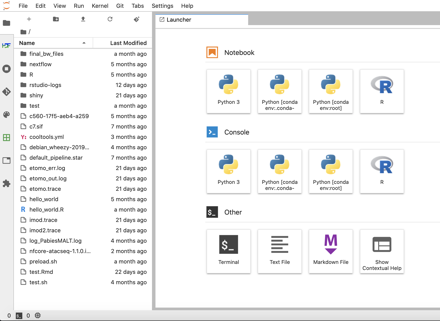 File Edit View Run Kernel Git Tabs Settings Help
Launcher
/
Name Last Modified
final_bw_files a month ago
nextflow 5 months ago
R 5 months ago
rstudio-logs 12 days ago
shiny 21 days ago
test a month ago
c560-17f5-aeb4-a259 5 months ago
c7.sif 7 months ago
cooltools.yml 7 months ago
debian_wheezy-2019... 4 months ago
default_pipeline.star 7 months ago
etomo_err.log 21 days ago
etomo_out.log 21 days ago
etomo.trace 21 days ago
hello_world 5 months ago
hello_world.R a month ago
imod.trace 21 days ago
imod2.trace 21 days ago
log_PabiesMALT.log 4 months ago
nfcore-atacseq-1.1.0.i... 2 months ago
preload.sh a month ago
test.Rmd 22 days ago
test.sh 4 months ago
Notebook
Python 3
Python [conda
env:.conda-
Python [conda
env:root]
R
Console
Python 3
Python [conda
env:.conda-
Python [conda
env:root]
R
Other
$_
Terminal
Text File
M
Markdown File
Show
Contextual Help
0 $_ 0